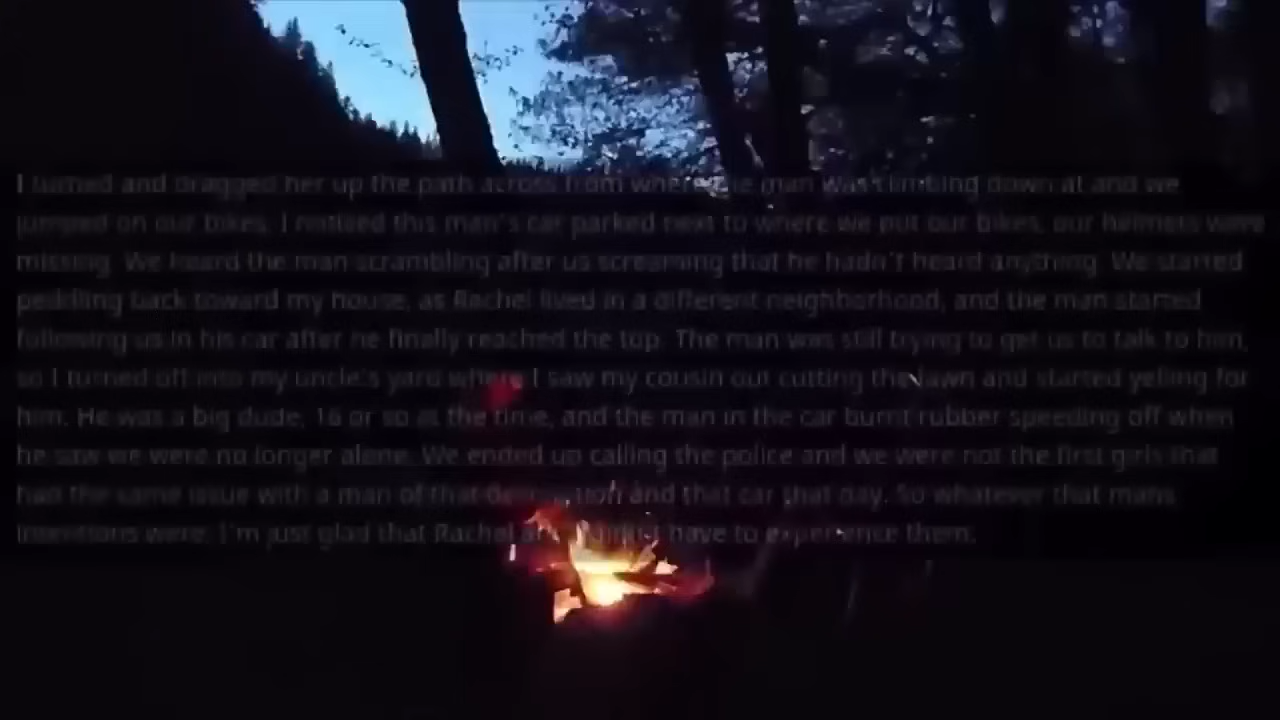 I turned and dragged her up the path across from where the man was climbing down at and we
jumped on our bikes, I noticed this man's car parked next to where we put our bikes, our helmets were
missing. We heard the man scrambling after us screaming that he hadn't heard anything. We started
peddling back toward my house, as Rachel lived in a different neighborhood, and the man started
following us in his car after he finally reached the top. The man was still trying to get us to talk to him,
so I turned off into my uncle's yard where I saw my cousin out cutting the lawn and started yelling for
him. He was a big dude, 16 or so at the time, and the man in the car burnt rubber speeding off when
he saw we were no longer alone. We ended up calling the police and we were not the first girls that
had the same issue with a man of that description and that car that day. So whatever that mans
intentions were, I'm just glad that Rachel and I didn't have to experience them.